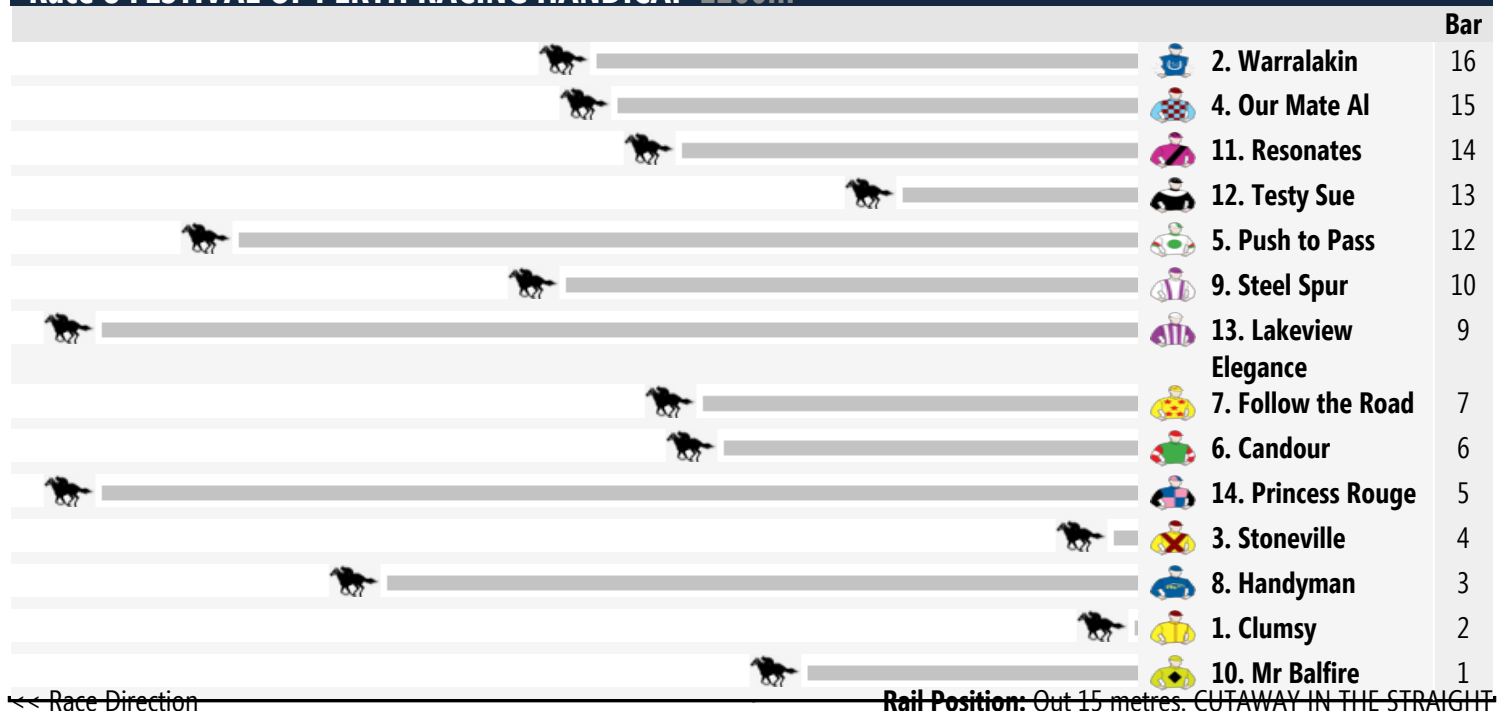 Bar
2. Warralakin 16
4. Our Mate Al 15
11. Resonates 14
12. Testy Sue 13
5. Push to Pass 12
9. Steel Spur 10
13. Lakeview 9
Elegance
7. Follow the Road 7
6. Candour 6
14. Princess Rouge 5
3. Stoneville 4
8. Handyman 3
1. Clumsy 2
10. Mr Balfire 1
<< Race Direction Rail Position: Out 15 metres. CUTAWAY IN THE STRAIGHT